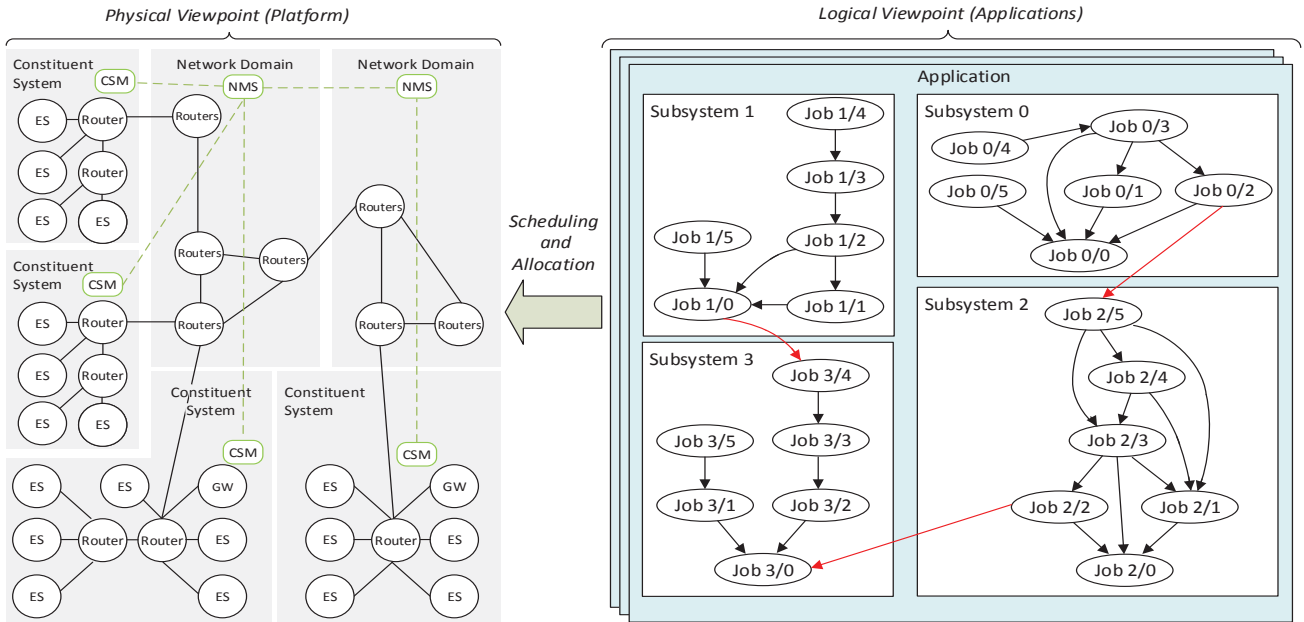 Physical Viewpoint (Platform)
Constituent
System
CSM
ES
Router
ES
Router
ES
ES
Network Domain
NMS
Routers
Routers
Routers
Routers
Network Domain
NMS
Routers
Routers
Routers
Constituent
System
CSM
ES
Router
ES
Router
ES
ES
Constituent
System
CSM
ES
ES
GW
ES
Router
Router
ES
ES
ES
Constituent
System
CSM
ES
GW
ES
Router
ES
ES
ES
Scheduling
and
Allocation
Logical Viewpoint (Applications)
Application
Subsystem 1
Job 1/4
Job 1/3
Job 1/5
Job 1/2
Job 1/0
Job 1/1
Subsystem 0
Job 0/3
Job 0/4
Job 0/5
Job 0/1
Job 0/2
Job 0/0
Subsystem 3
Job 3/4
Job 3/5
Job 3/3
Job 3/1
Job 3/2
Job 3/0
Subsystem 2
Job 2/5
Job 2/4
Job 2/3
Job 2/2
Job 2/1
Job 2/0